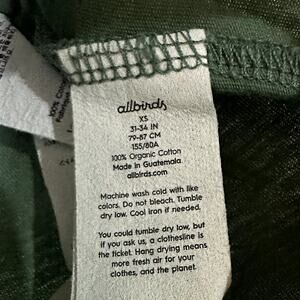 100% C
allbirds
XS
31-34 IN
79-87 CM
155/80A
100% Organic Cotton
Made in Guatemala
allbirds.com
Machine wash cold with like
colors. Do not bleach. Tumble
dry low. Cool iron if needed.
You could tumble dry low, but
if you ask us, a clothesline is
the ticket. Hang drying means
more fresh air for your
clothes, and the planet.